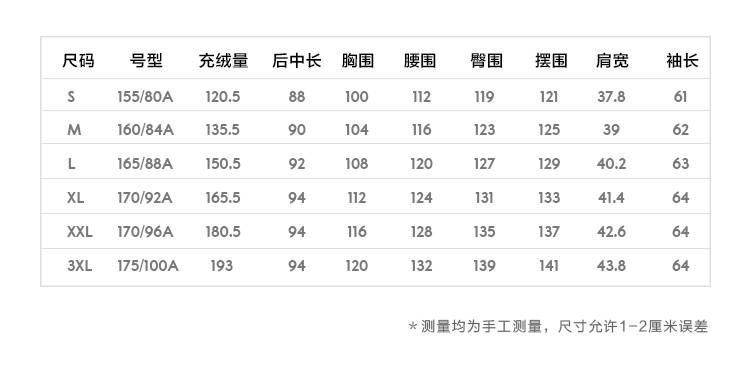 尺码 号型 充绒量 后中长 胸围 腰围 臀围 摆围 肩宽 袖长
S 155/80A 120.5 88 100 112 119 121 37.8 61
M 160/84A 135.5 90 104 116 123 125 39 62
L 165/88A 150.5 92 108 120 127 129 40.2 63
XL 170/92A 165.5 94 112 124 131 133 41.4 64
XXL 170/96A 180.5 94 116 128 135 137 42.6 64
3XL 175/100A 193 94 120 132 139 141 43.8 64
*测量均为手工测量，尺寸允许1-2厘米误差